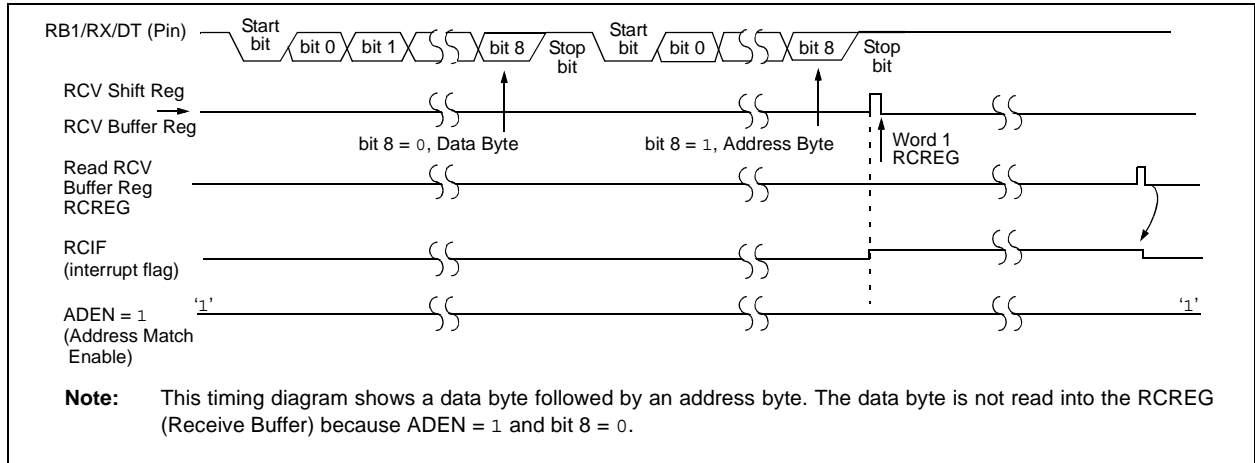 RB1/RX/DT (Pin)
Start
bit
bit 0
bit 1
bit 8
Stop
bit
Start
bit
bit 0
bit 8
Stop
bit
RCV Shift Reg
RCV Buffer Reg
bit 8 = 0, Data Byte
bit 8 = 1, Address Byte
Word 1
RCREG
Read RCV
Buffer Reg
RCREG
RCIF
(interrupt flag)
ADEN = 1
(Address Match
Enable)
‘1’
‘1’
Note: This timing diagram shows a data byte followed by an address byte. The data byte is not read into the RCREG
(Receive Buffer) because ADEN = 1 and bit 8 = 0.